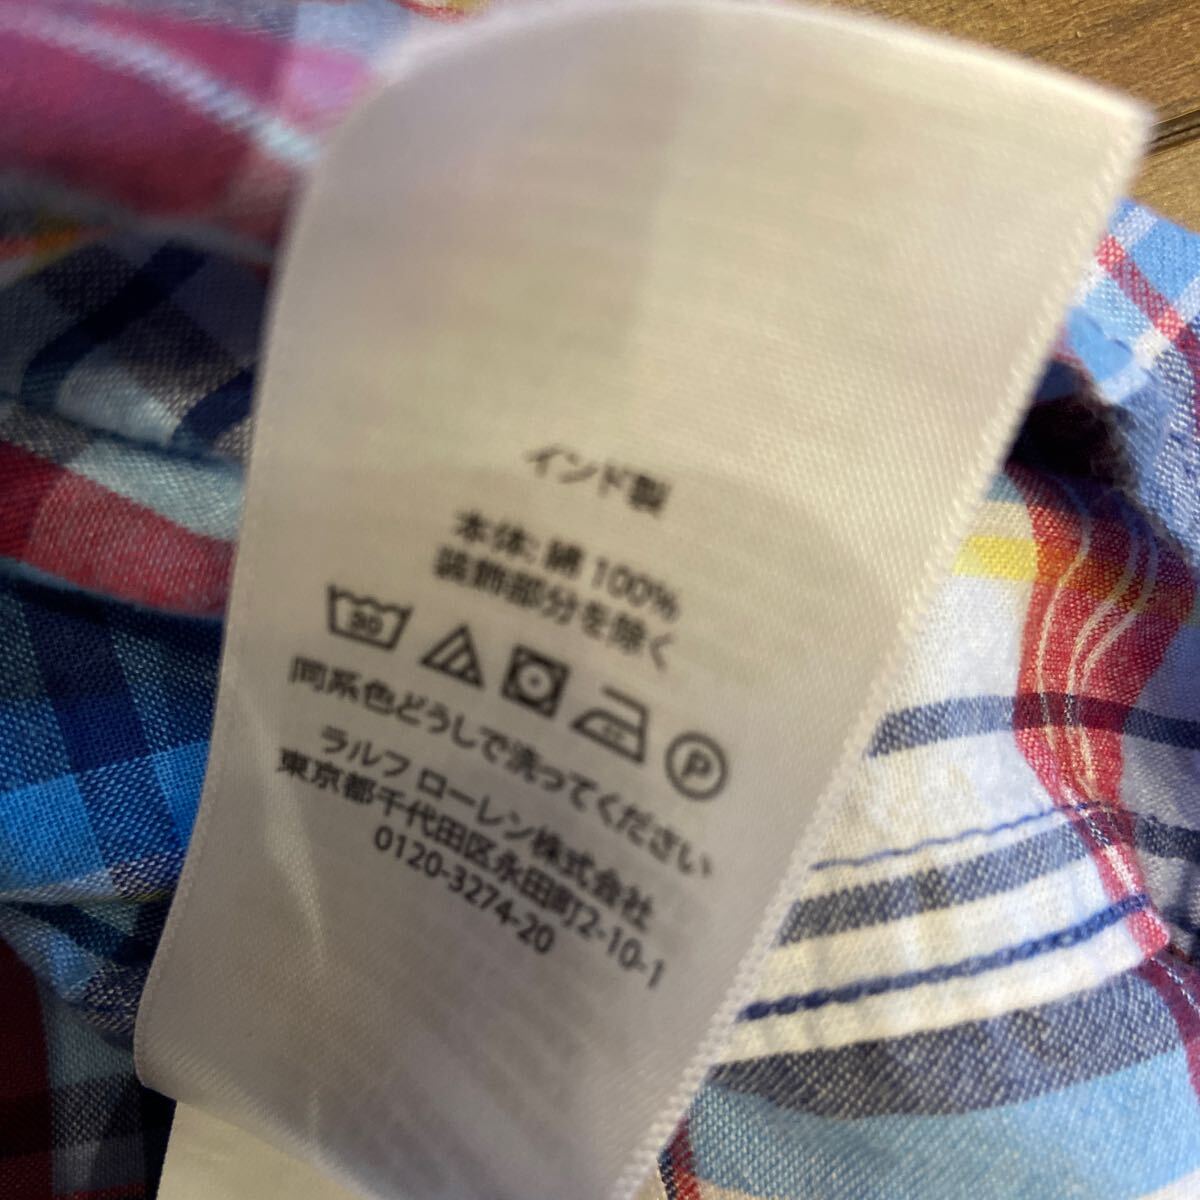 インド製
本体: 綿 100%
装飾部分を除く
30
P
同系色どうしで洗ってください
ラルフ ローレン株式会社
東京都千代田区永田町2-10-1
0120-3274-20